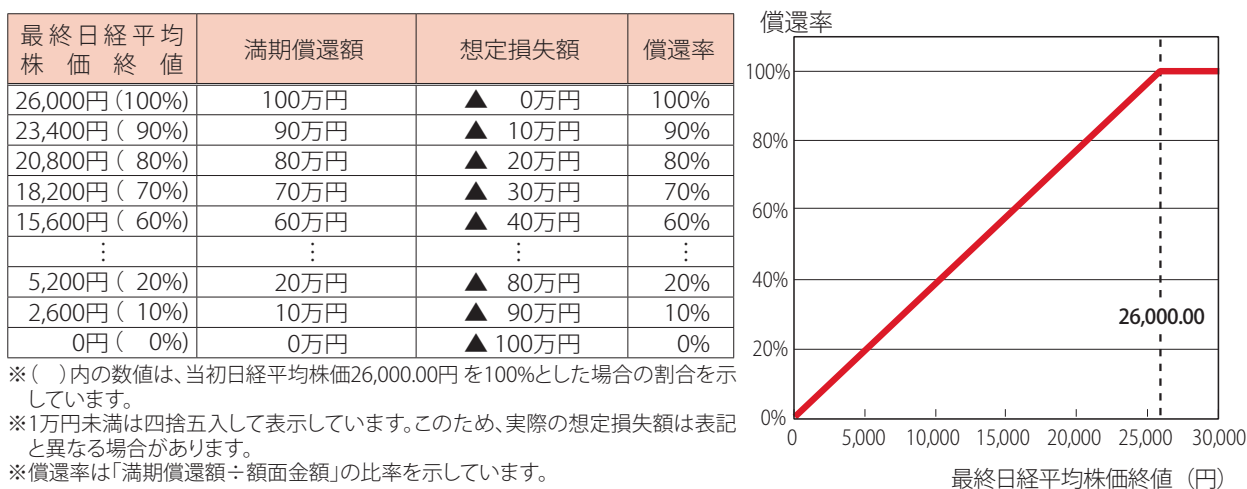 最終日経平均
株価終値 満期償還額 想定損失額 償還率
26,000円(100%) 100万円 ▲ 0万円 100%
23,400円( 90%) 90万円 ▲ 10万円 90%
20,800円( 80%) 80万円 ▲ 20万円 80%
18,200円( 70%) 70万円 ▲ 30万円 70%
15,600円( 60%) 60万円 ▲ 40万円 60%
⋮ ⋮ ⋮ ⋮
5,200円( 20%) 20万円 ▲ 80万円 20%
2,600円( 10%) 10万円 ▲ 90万円 10%
0円( 0%) 0万円 ▲ 100万円 0%
※( )内の数値は、当初日経平均株価26,000.00円を100%とした場合の割合を示
しています。
※1万円未満は四捨五入して表示しています。このため、実際の想定損失額は表記
と異なる場合があります。
※償還率は「満期償還額÷額面金額」の比率を示しています。
償還率
100%
80%
60%
40%
20%
0%
26,000.00
0 5,000 10,000 15,000 20,000 25,000 30,000
最終日経平均株価終値(円)